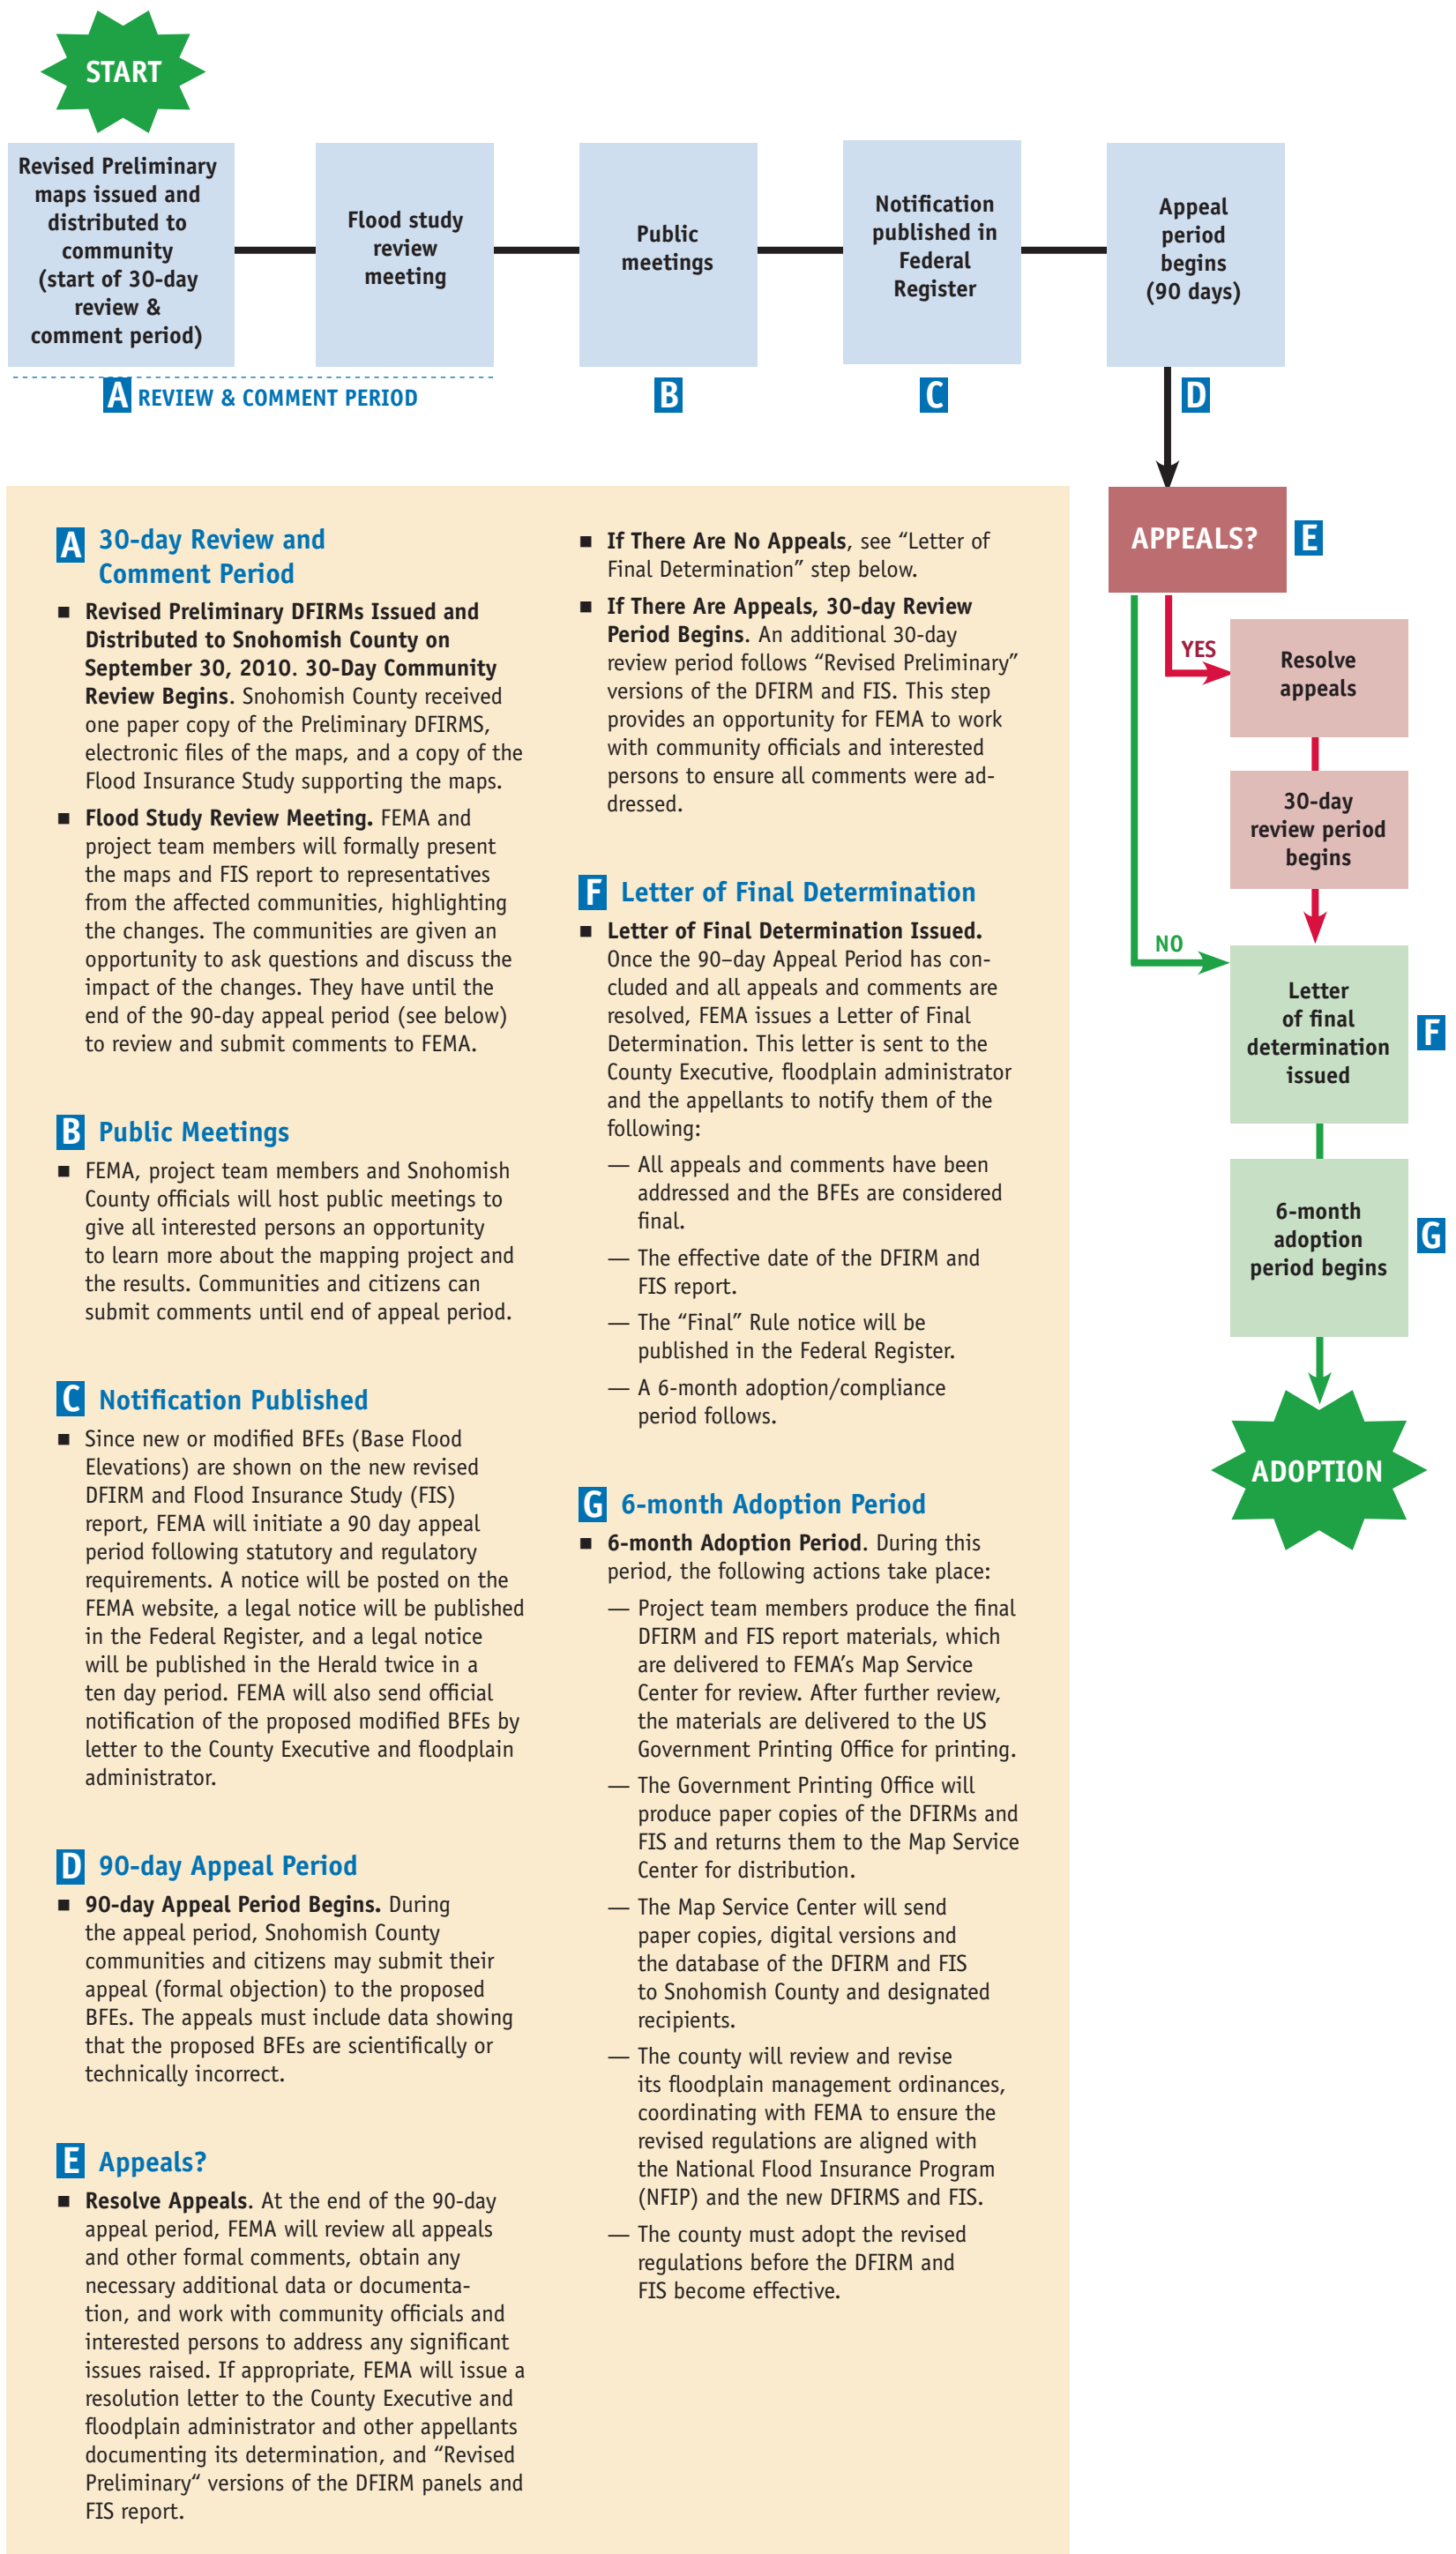 START
Revised Preliminary
maps issued and
distributed to
community
(start of 30-day
review &
comment period)
Flood study
review
meeting
Public
meetings
Notification
published in
Federal
Register
Appeal
period
begins
(90 days)
A REVIEW & COMMENT PERIOD
B
C
D
APPEALS?
E
YES
Resolve
appeals
30-day
review period
begins
NO
Letter
of final
determination
issued
F
6-month
adoption
period begins
G
ADOPTION
A 30-day Review and
Comment Period
■ Revised Preliminary DFIRMs Issued and
Distributed to Snohomish County on
September 30, 2010. 30-Day Community
Review Begins. Snohomish County received
one paper copy of the Preliminary DFIRMS,
electronic files of the maps, and a copy of the
Flood Insurance Study supporting the maps.
■ Flood Study Review Meeting. FEMA and
project team members will formally present
the maps and FIS report to representatives
from the affected communities, highlighting
the changes. The communities are given an
opportunity to ask questions and discuss the
impact of the changes. They have until the
end of the 90-day appeal period (see below)
to review and submit comments to FEMA.
B Public Meetings
■ FEMA, project team members and Snohomish
County officials will host public meetings to
give all interested persons an opportunity
to learn more about the mapping project and
the results. Communities and citizens can
submit comments until end of appeal period.
C Notification Published
■ Since new or modified BFEs (Base Flood
Elevations) are shown on the new revised
DFIRM and Flood Insurance Study (FIS)
report, FEMA will initiate a 90 day appeal
period following statutory and regulatory
requirements. A notice will be posted on the
FEMA website, a legal notice will be published
in the Federal Register, and a legal notice
will be published in the Herald twice in a
ten day period. FEMA will also send official
notification of the proposed modified BFEs by
letter to the County Executive and floodplain
administrator.
D 90-day Appeal Period
■ 90-day Appeal Period Begins. During
the appeal period, Snohomish County
communities and citizens may submit their
appeal (formal objection) to the proposed
BFEs. The appeals must include data showing
that the proposed BFEs are scientifically or
technically incorrect.
E Appeals?
■ Resolve Appeals. At the end of the 90-day
appeal period, FEMA will review all appeals
and other formal comments, obtain any
necessary additional data or documenta-
tion, and work with community officials and
interested persons to address any significant
issues raised. If appropriate, FEMA will issue a
resolution letter to the County Executive and
floodplain administrator and other appellants
documenting its determination, and “Revised
Preliminary“ versions of the DFIRM panels and
FIS report.
■ If There Are No Appeals, see “Letter of
Final Determination” step below.
■ If There Are Appeals, 30-day Review
Period Begins. An additional 30-day
review period follows “Revised Preliminary”
versions of the DFIRM and FIS. This step
provides an opportunity for FEMA to work
with community officials and interested
persons to ensure all comments were ad-
dressed.
F Letter of Final Determination
■ Letter of Final Determination Issued.
Once the 90–day Appeal Period has con-
cluded and all appeals and comments are
resolved, FEMA issues a Letter of Final
Determination. This letter is sent to the
County Executive, floodplain administrator
and the appellants to notify them of the
following:
— All appeals and comments have been
addressed and the BFEs are considered
final.
— The effective date of the DFIRM and
FIS report.
— The “Final” Rule notice will be
published in the Federal Register.
— A 6-month adoption/compliance
period follows.
G 6-month Adoption Period
■ 6-month Adoption Period. During this
period, the following actions take place:
— Project team members produce the final
DFIRM and FIS report materials, which
are delivered to FEMA’s Map Service
Center for review. After further review,
the materials are delivered to the US
Government Printing Office for printing.
— The Government Printing Office will
produce paper copies of the DFIRMs and
FIS and returns them to the Map Service
Center for distribution.
— The Map Service Center will send
paper copies, digital versions and
the database of the DFIRM and FIS
to Snohomish County and designated
recipients.
— The county will review and revise
its floodplain management ordinances,
coordinating with FEMA to ensure the
revised regulations are aligned with
the National Flood Insurance Program
(NFIP) and the new DFIRMS and FIS.
— The county must adopt the revised
regulations before the DFIRM and
FIS become effective.